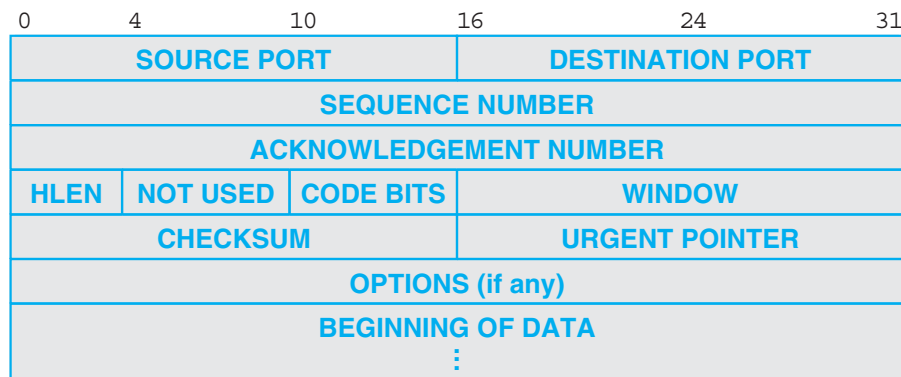 0 4 10 16 24 31
SOURCE PORT DESTINATION PORT
SEQUENCE NUMBER
ACKNOWLEDGEMENT NUMBER
HLEN NOT USED CODE BITS WINDOW
CHECKSUM URGENT POINTER
OPTIONS (if any)
BEGINNING OF DATA
⋮